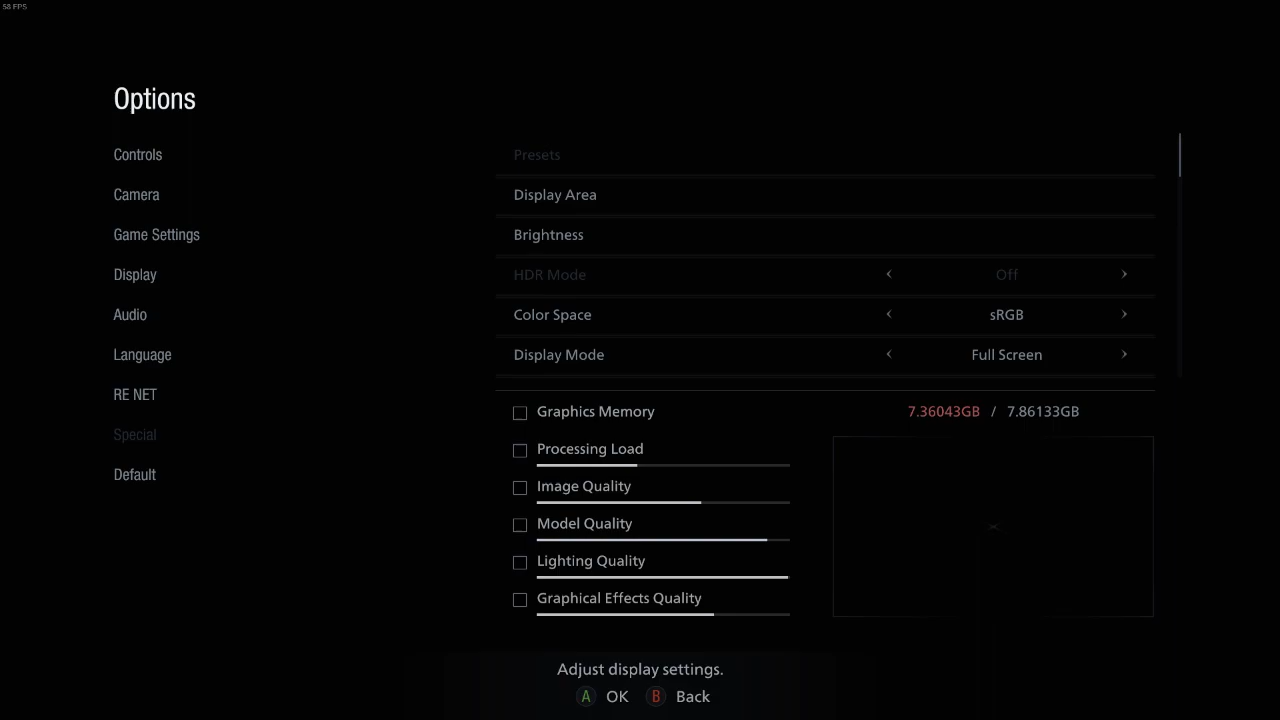 58 FPS
Options
Controls
Camera
Game Settings
Display
Audio
Language
RE NET
Special
Default
Presets
Display Area
Brightness
HDR Mode Off
Color Space sRGB
Display Mode Full Screen
Graphics Memory 7.36043GB / 7.86133GB
Processing Load
Image Quality
Model Quality
Lighting Quality
Graphical Effects Quality
Adjust display settings.
A OK B Back